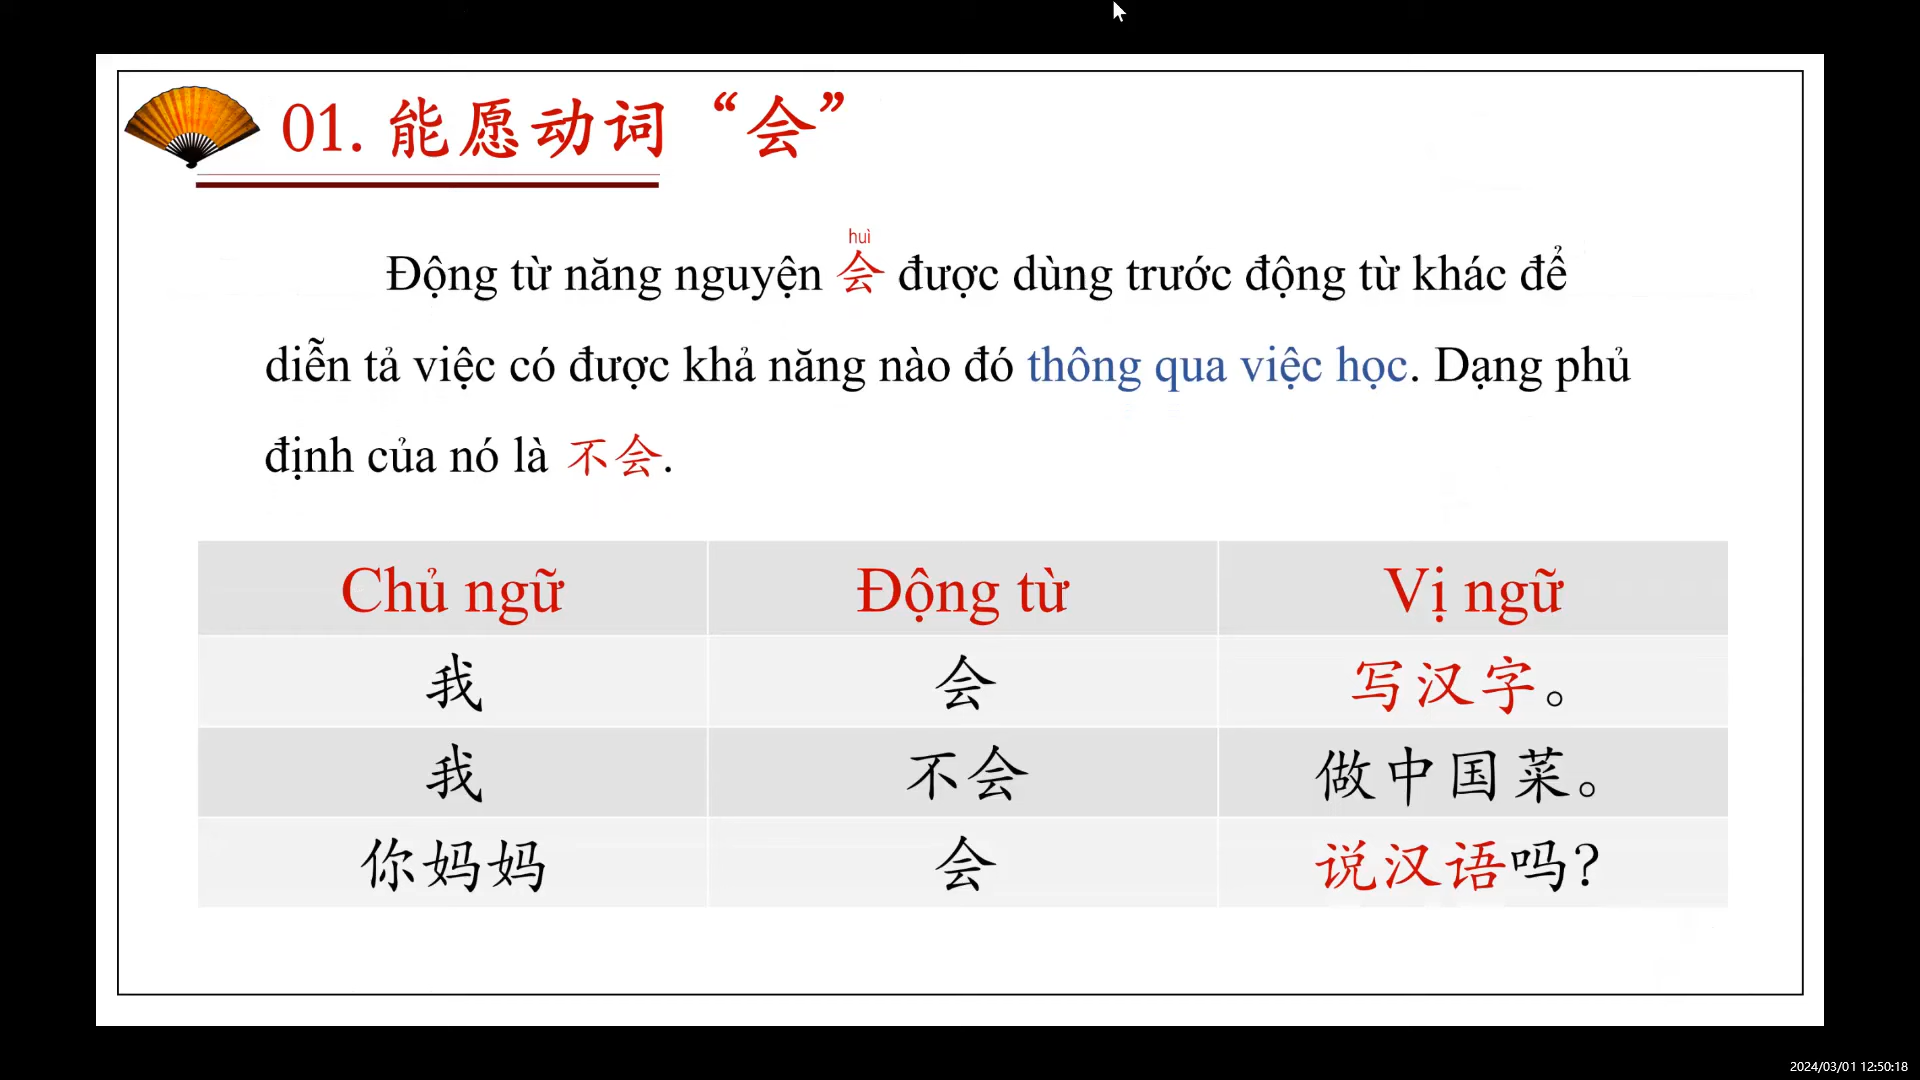 01. 能愿动词 “会”
huì
Động từ năng nguyện 会 được dùng trước động từ khác để
diễn tả việc có được khả năng nào đó thông qua việc học. Dạng phủ
định của nó là 不会.
Chủ ngữ Động từ Vị ngữ
我 会 写汉字。
我 不会 做中国菜。
你妈妈 会 说汉语吗?
2024/03/01 12:50:18